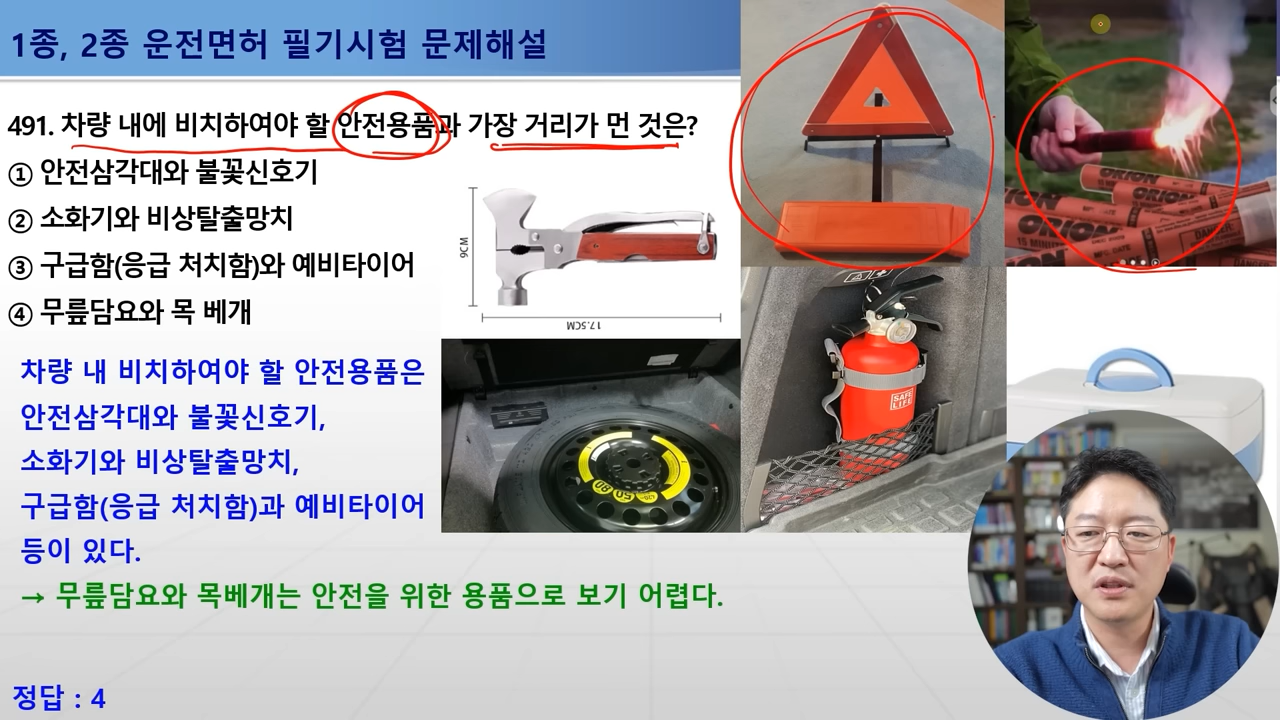 1종, 2종 운전면허 필기시험 문제해설
491. 차량 내에 비치하여야 할 안전용품과 가장 거리가 먼 것은?
① 안전삼각대와 불꽃신호기
② 소화기와 비상탈출망치
③ 구급함(응급 처치함)와 예비타이어
④ 무릎담요와 목 베개
차량 내 비치하여야 할 안전용품은
안전삼각대와 불꽃신호기,
소화기와 비상탈출망치,
구급함(응급 처치함)과 예비타이어
등이 있다.
→ 무릎담요와 목베개는 안전을 위한 용품으로 보기 어렵다.
정답 : 4
9CM
17.5CM
ORION
ORION
ORION
15 MINUT
DANGER
SAFE
LIFE
80
50